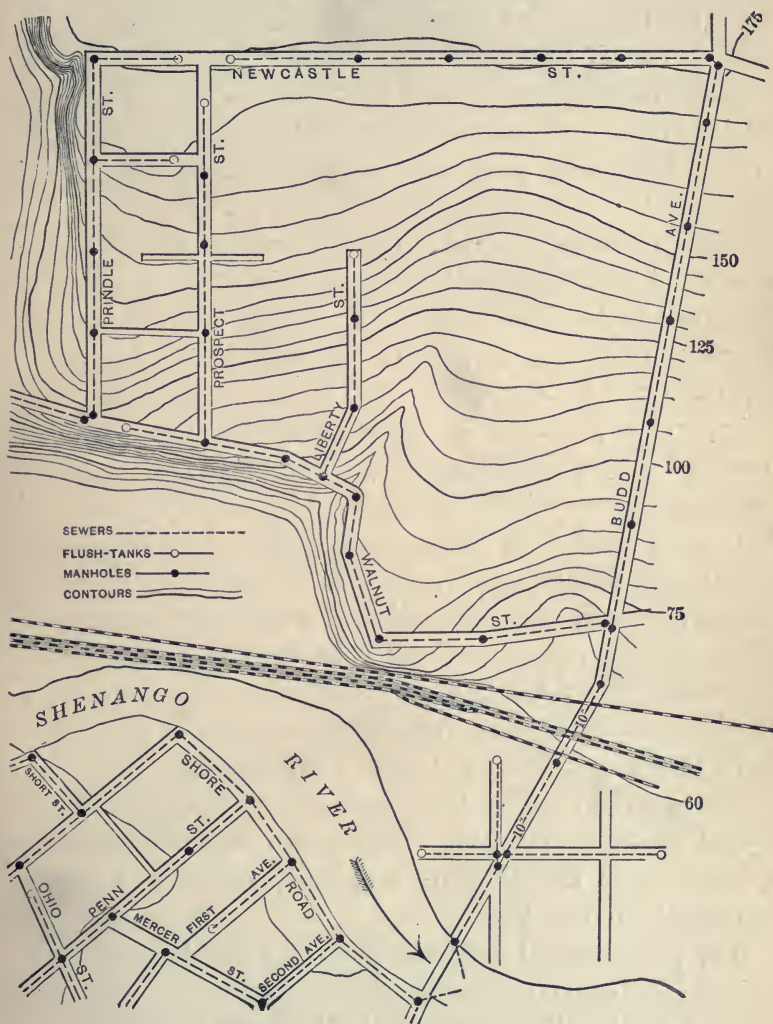 175
NEWCASTLE ST.
ST.
ST.
AVE.
150
PRINDLE
ST.
PROSPECT
125
LIBERTY
100
BUDD
SEWERS
FLUSH-TANKS
MANHOLES
CONTOURS
WALNUT
ST.
75
SHENANGO
10"
RIVER
SHORE
SHORT ST.
60
ST.
10"
AVE.
OHIO
PENN
FIRST
ROAD
MERCER
ST.
SECOND AVE.
ST.